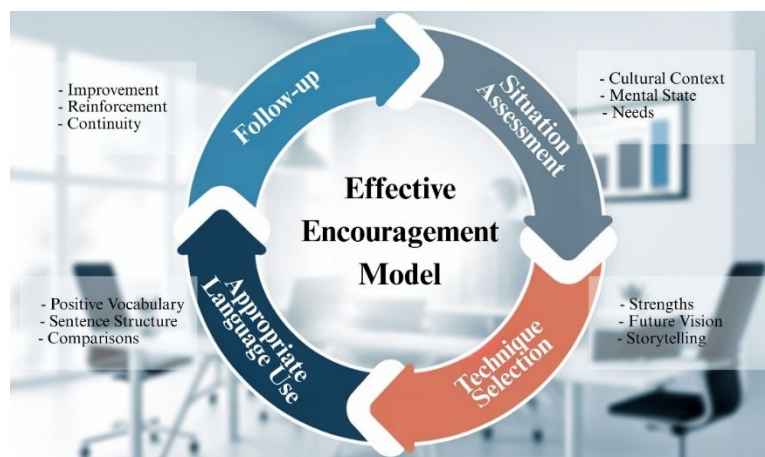 Effective
Encouragement
Model
Situation
Assessment
- Cultural Context
- Mental State
- Needs
Technique
Selection
- Strengths
- Future Vision
- Storytelling
Appropriate
Language Use
- Positive Vocabulary
- Sentence Structure
- Comparisons
Follow-up
- Improvement
- Reinforcement
- Continuity